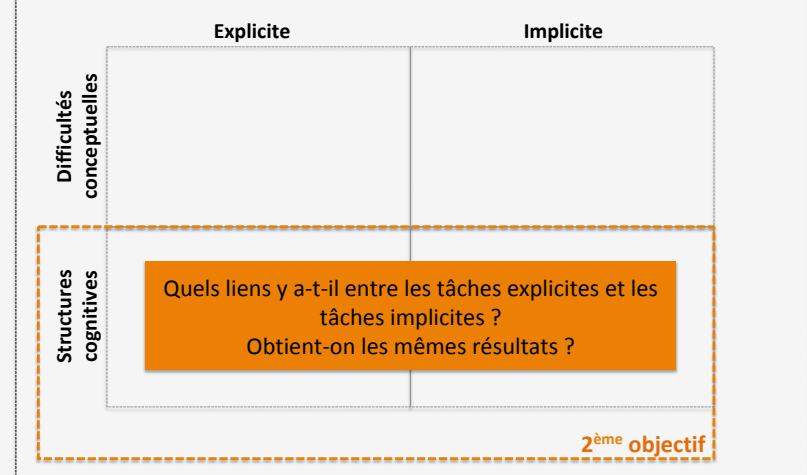 Explicite
Implicite
Difficultés
conceptuelles
Structures
cognitives
Quels liens y a-t-il entre les tâches explicites et les
tâches implicites ?
Obtient-on les mêmes résultats ?
2ème objectif